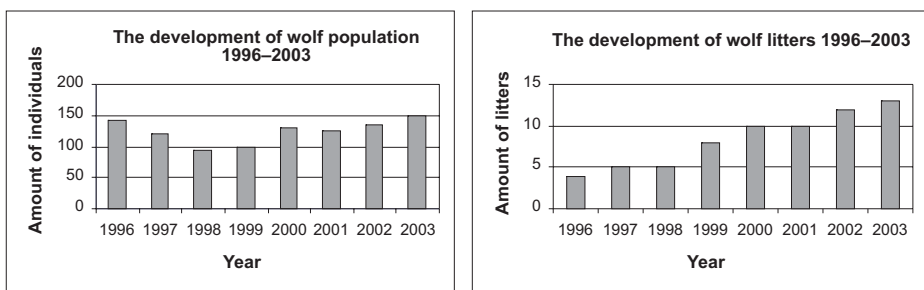 The development of wolf population
1996–2003
Amount of individuals
200
150
100
50
0
1996 1997 1998 1999 2000 2001 2002 2003
Year
The development of wolf litters 1996–2003
Amount of litters
15
10
5
0
1996 1997 1998 1999 2000 2001 2002 2003
Year